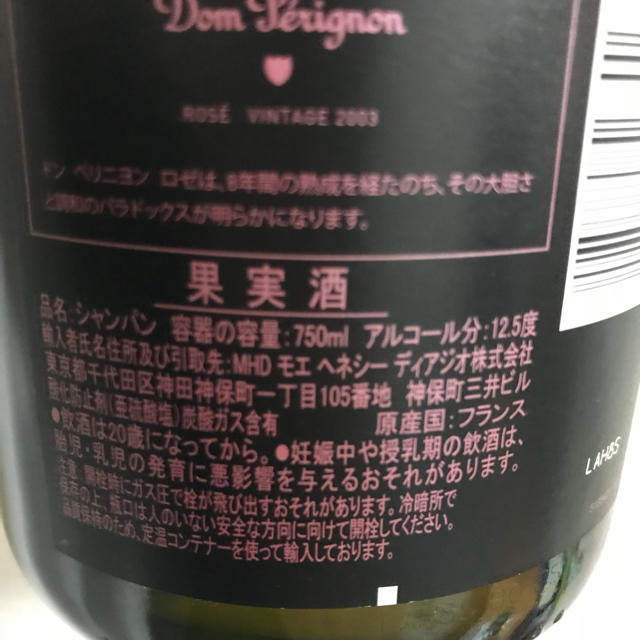 Dom Pérignon
ROSÉ VINTAGE 2003
ドン ペリニヨン ロゼは、8年間の熟成を経たのち、その大胆さ
と調和のパラドックスが明らかになります。
果実酒
品名:シャンパン 容器の容量:750ml アルコール分:12.5度
輸入者氏名住所及び引取先:MHD モエ ヘネシー ディアジオ株式会社
東京都千代田区神田神保町一丁目105番地 神保町三井ビル
酸化防止剤(亜硫酸塩)炭酸ガス含有 原産国:フランス
●飲酒は20歳になってから。●妊娠中や授乳期の飲酒は、
胎児・乳児の発育に悪影響を与えるおそれがあります。
注意 開栓時にガス圧で栓が飛び出すおそれがあります。冷暗所で
保存の上、瓶口は人のいない安全な方向に向けて開栓してください。
品質保持のため、定温コンテナーを使って輸入しております。
LAH8S